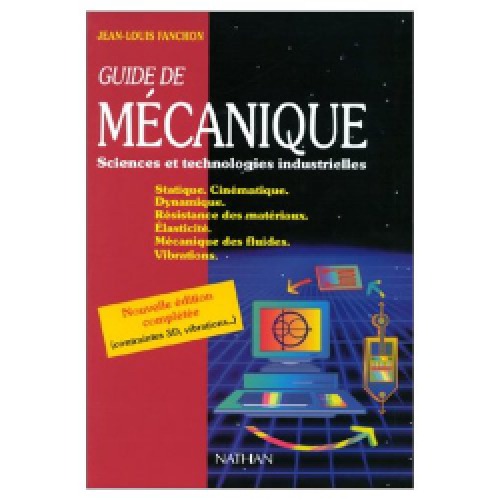 JEAN-LOUIS FANCHON
GUIDE DE
MÉCANIQUE
Sciences et technologies industrielles
Statique. Cinématique.
Dynamique.
Résistance des matériaux.
Élasticité.
Mécanique des fluides.
Vibrations.
Nouvelle édition
complétée
(contraintes 3D, vibrations...)
NATHAN